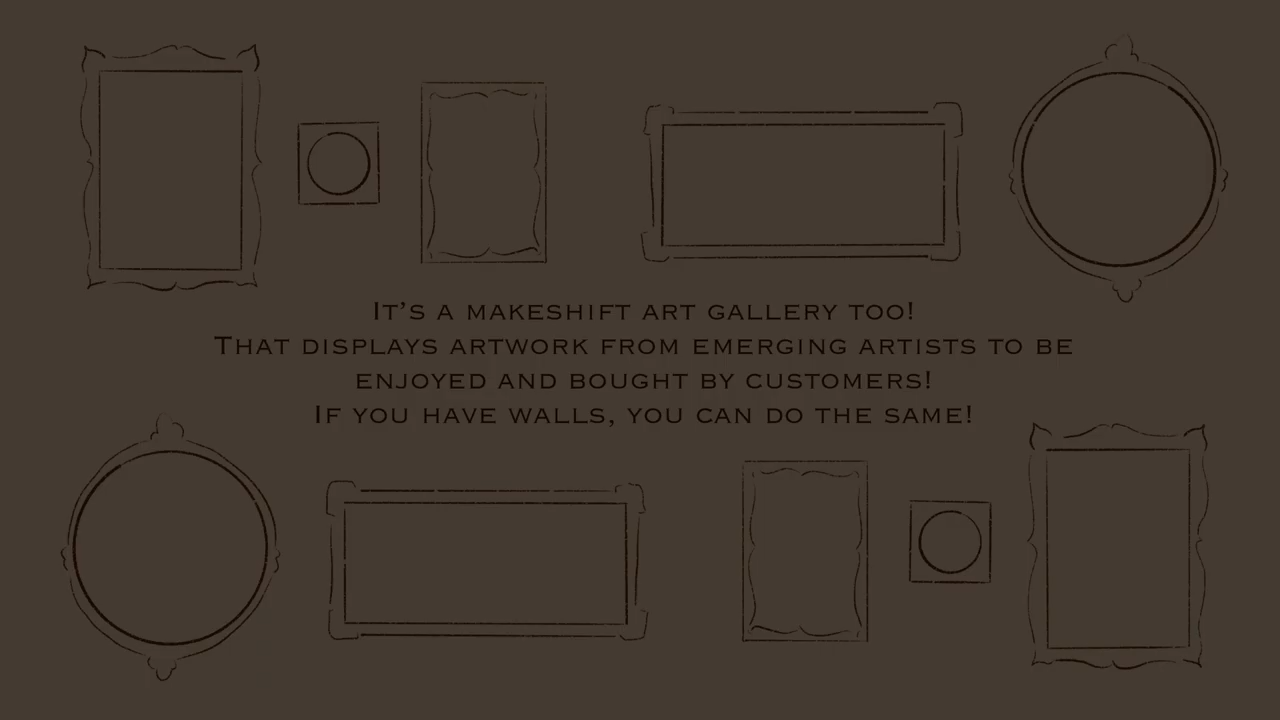 It's a makeshift art gallery too!
That displays artwork from emerging artists to be
enjoyed and bought by customers!
If you have walls, you can do the same!